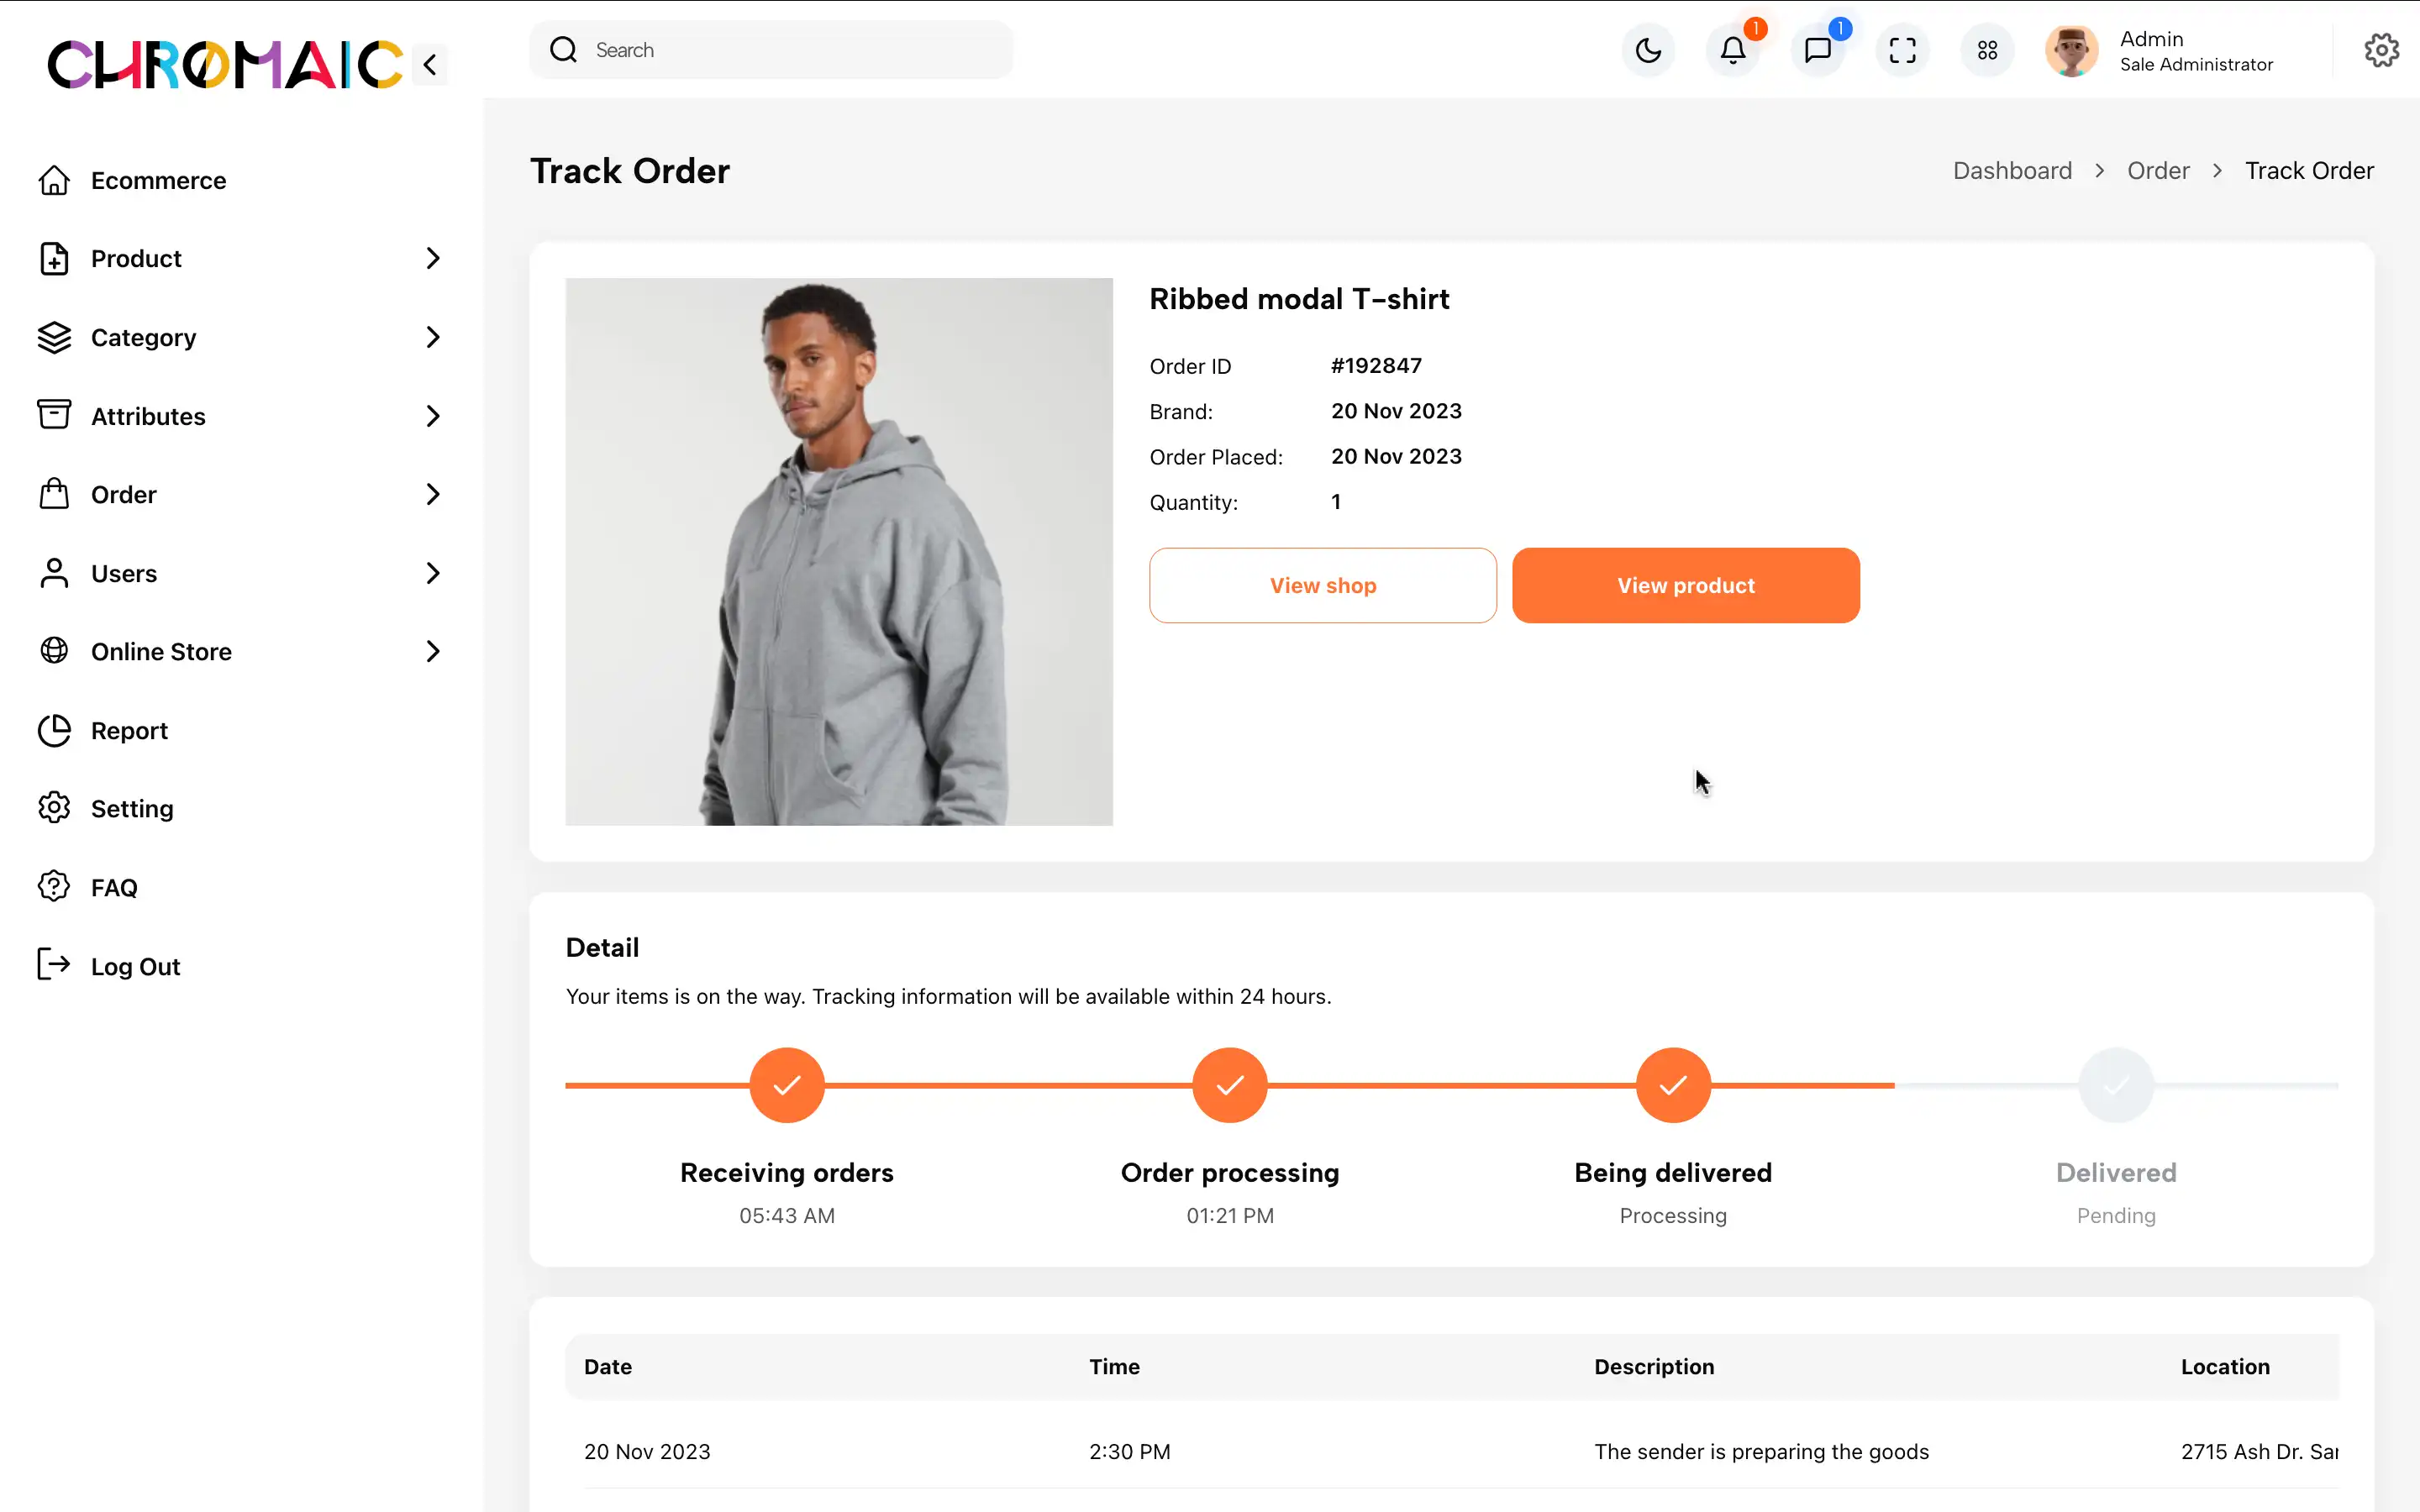 CHROMAIC
Search
1
1
Admin
Sale Administrator
Ecommerce
Product
Category
Attributes
Order
Users
Online Store
Report
Setting
FAQ
Log Out
Track Order
Dashboard > Order > Track Order
Ribbed modal T-shirt
Order ID #192847
Brand: 20 Nov 2023
Order Placed: 20 Nov 2023
Quantity: 1
View shop View product
Detail
Your items is on the way. Tracking information will be available within 24 hours.
Receiving orders Order processing Being delivered Delivered
05:43 AM 01:21 PM Processing Pending
Date Time Description Location
20 Nov 2023 2:30 PM The sender is preparing the goods 2715 Ash Dr.